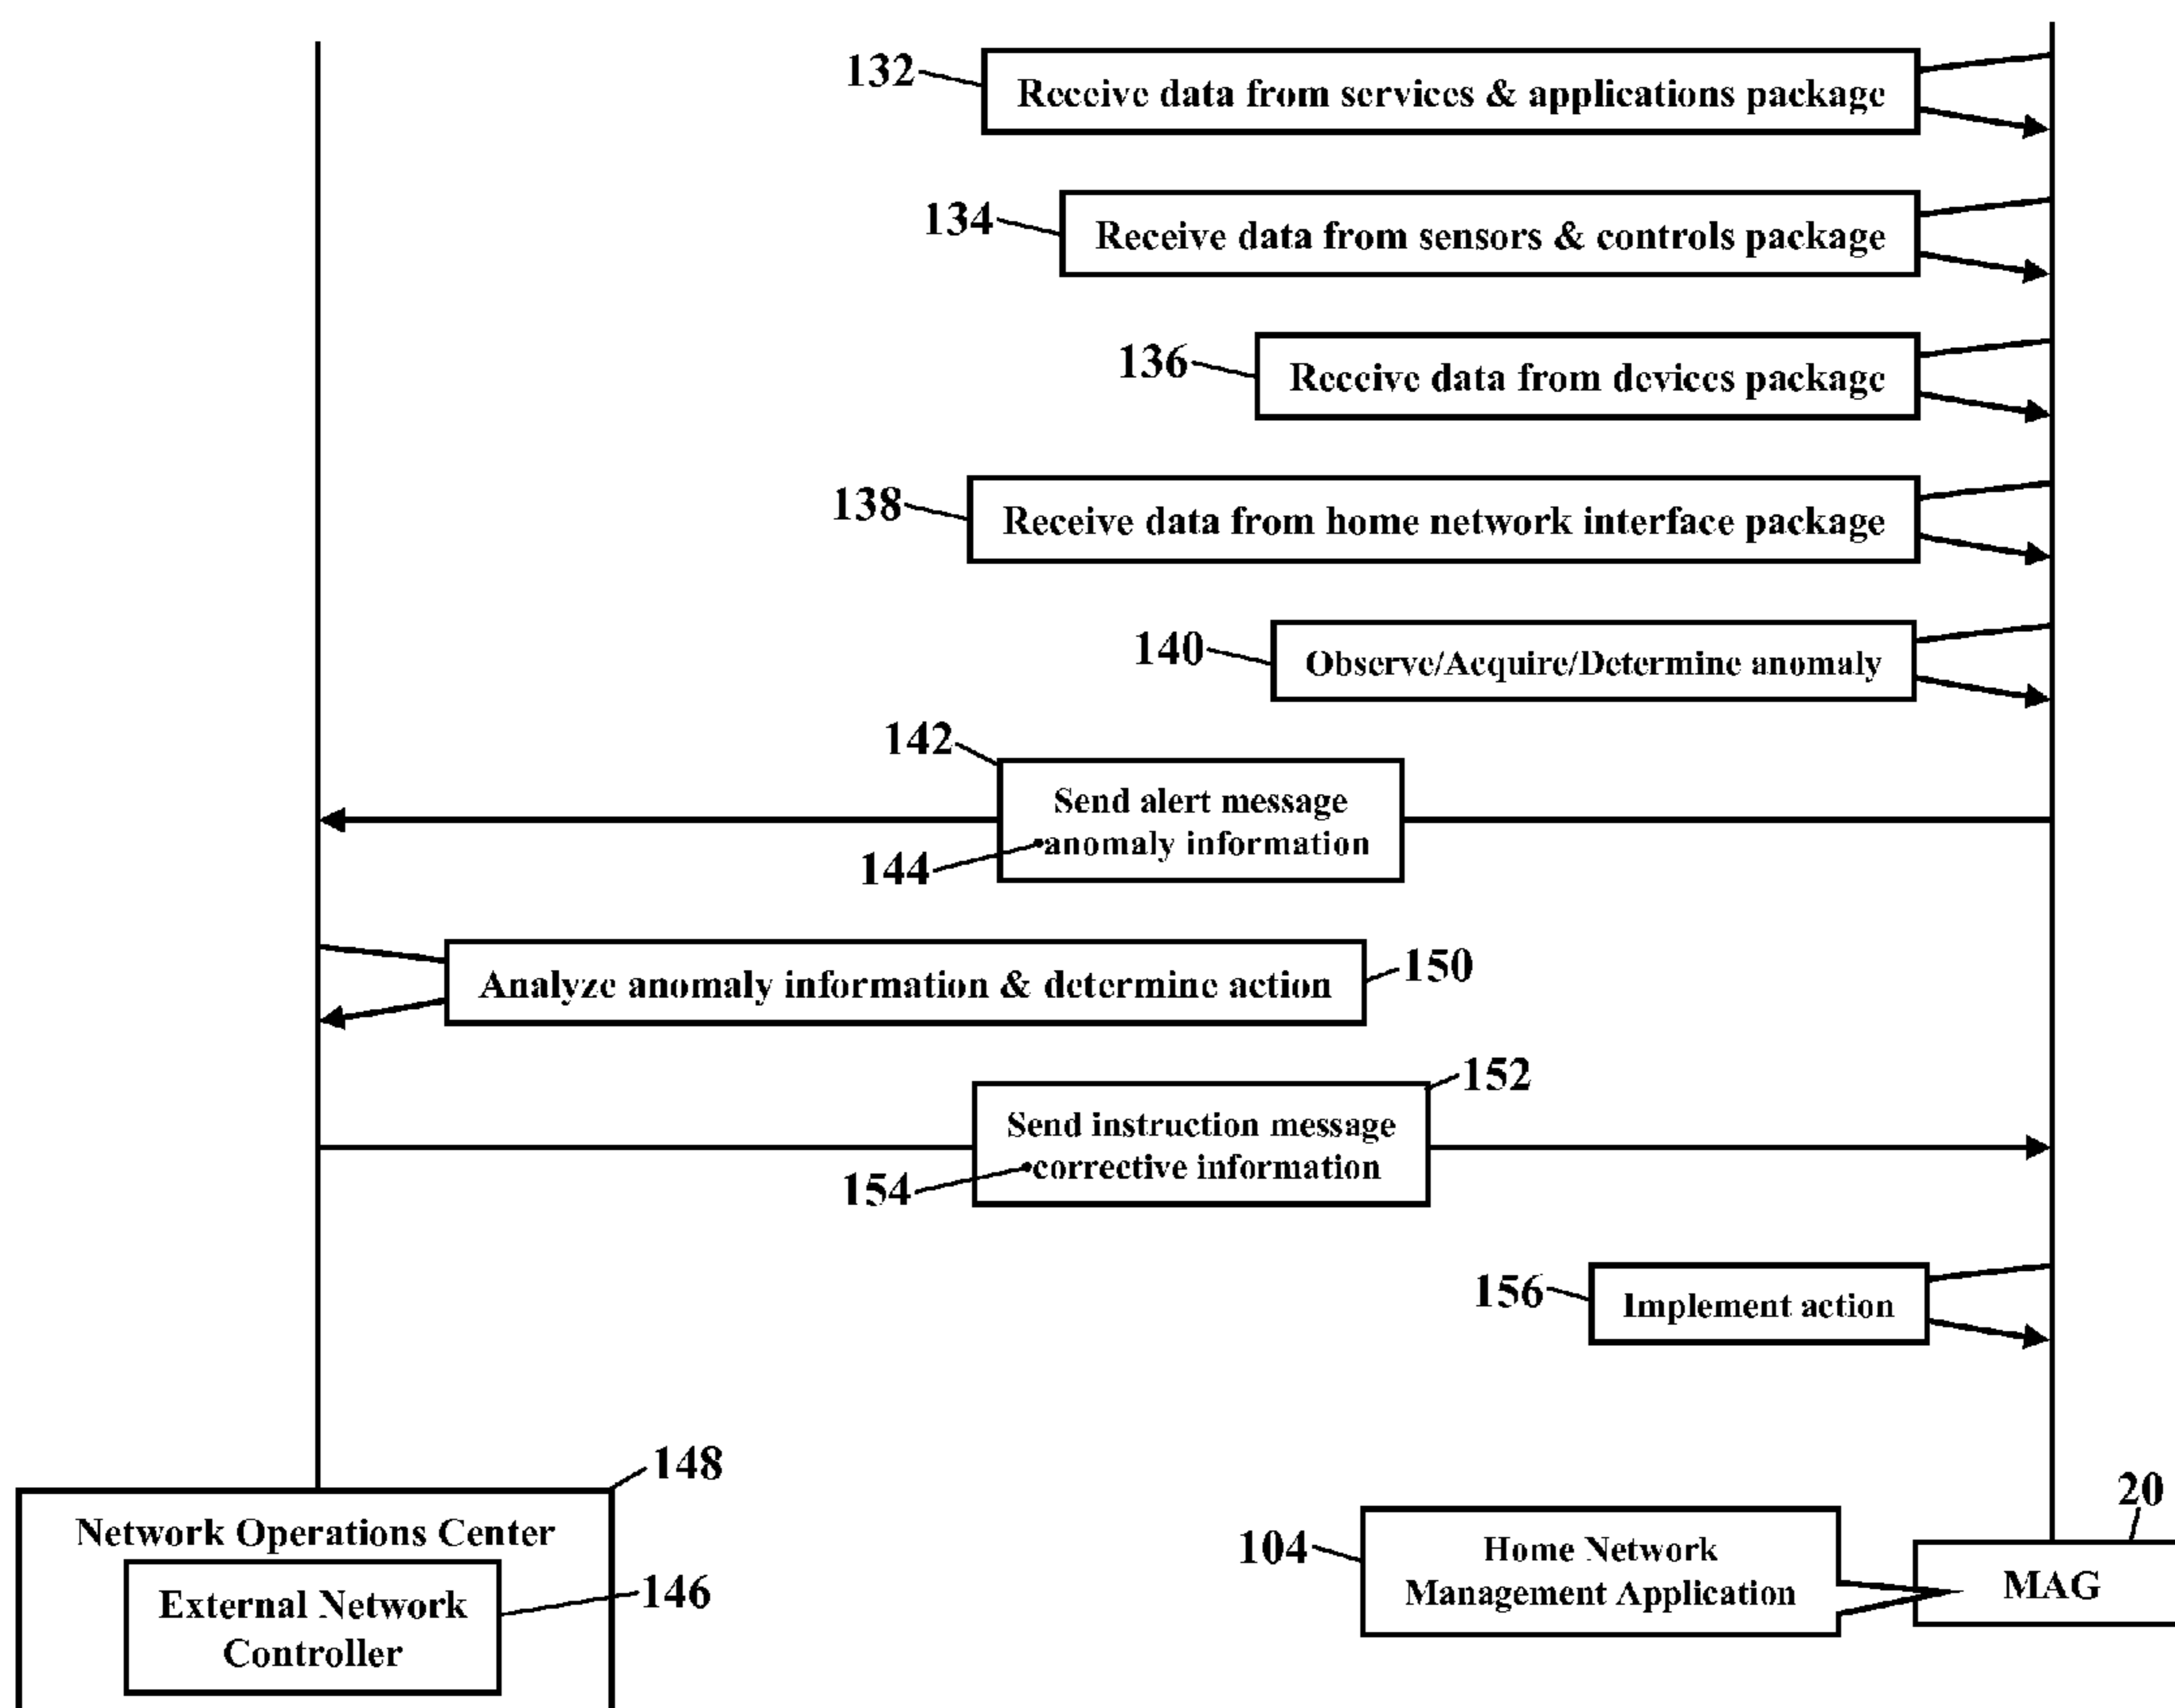 132
Receive data from services & applications package
134
Receive data from sensors & controls package
136
Receive data from devices package
138
Receive data from home network interface package
140
Observe/Acquire/Determine anomaly
142
Send alert message
•anomaly information
144
Analyze anomaly information & determine action
150
152
Send instruction message
•corrective information
154
156
Implement action
148
Network Operations Center
146
External Network
Controller
104
Home Network
Management Application
20
MAG